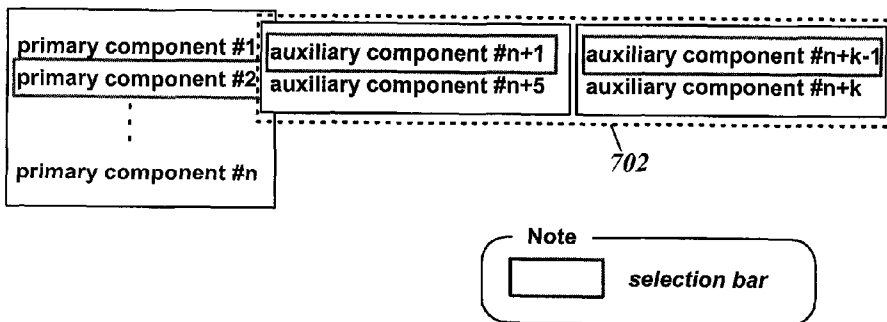 primary component #1
primary component #2
primary component #n
auxiliary component #n+1
auxiliary component #n+5
auxiliary component #n+k-1
auxiliary component #n+k
702
Note
selection bar